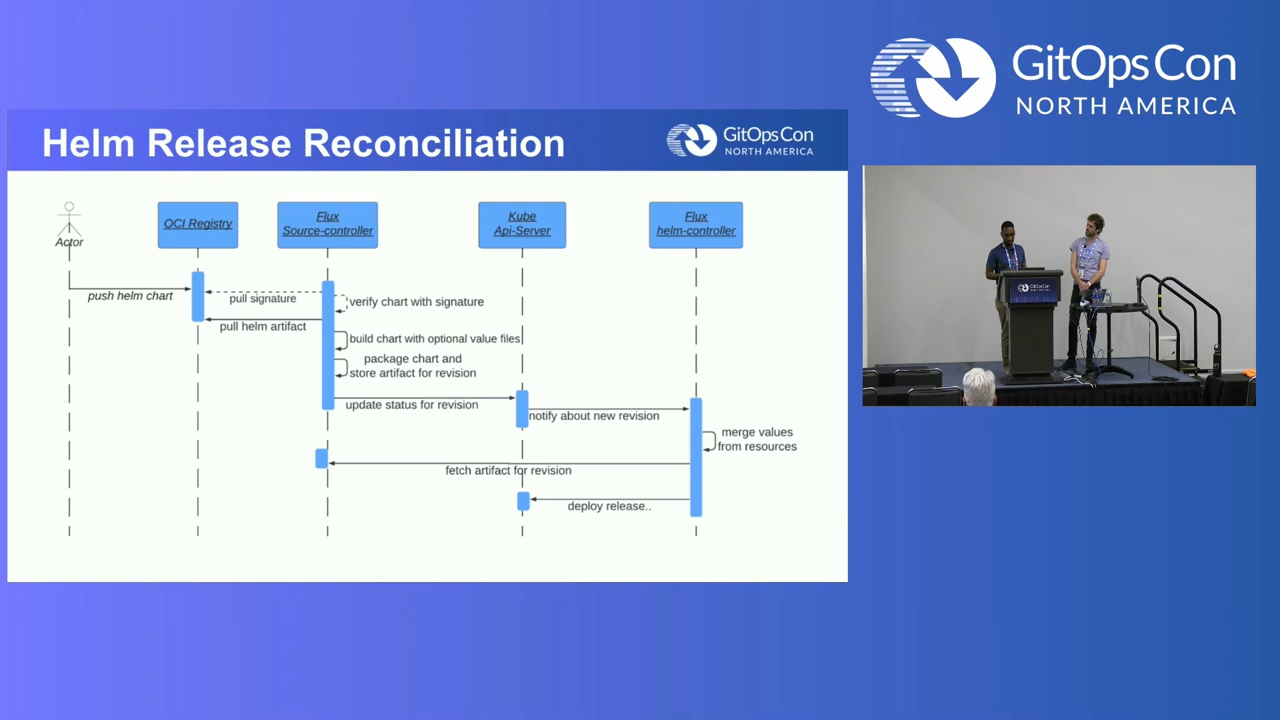 GitOpsCon
NORTH AMERICA
Helm Release Reconciliation
GitOpsCon
NORTH AMERICA
Actor
OCI Registry
Flux
Source-controller
Kube
Api-Server
Flux
helm-controller
push helm chart
pull signature
verify chart with signature
pull helm artifact
build chart with optional value files
package chart and
store artifact for revision
update status for revision
notify about new revision
merge values
from resources
fetch artifact for revision
deploy release..
GitOpsCon